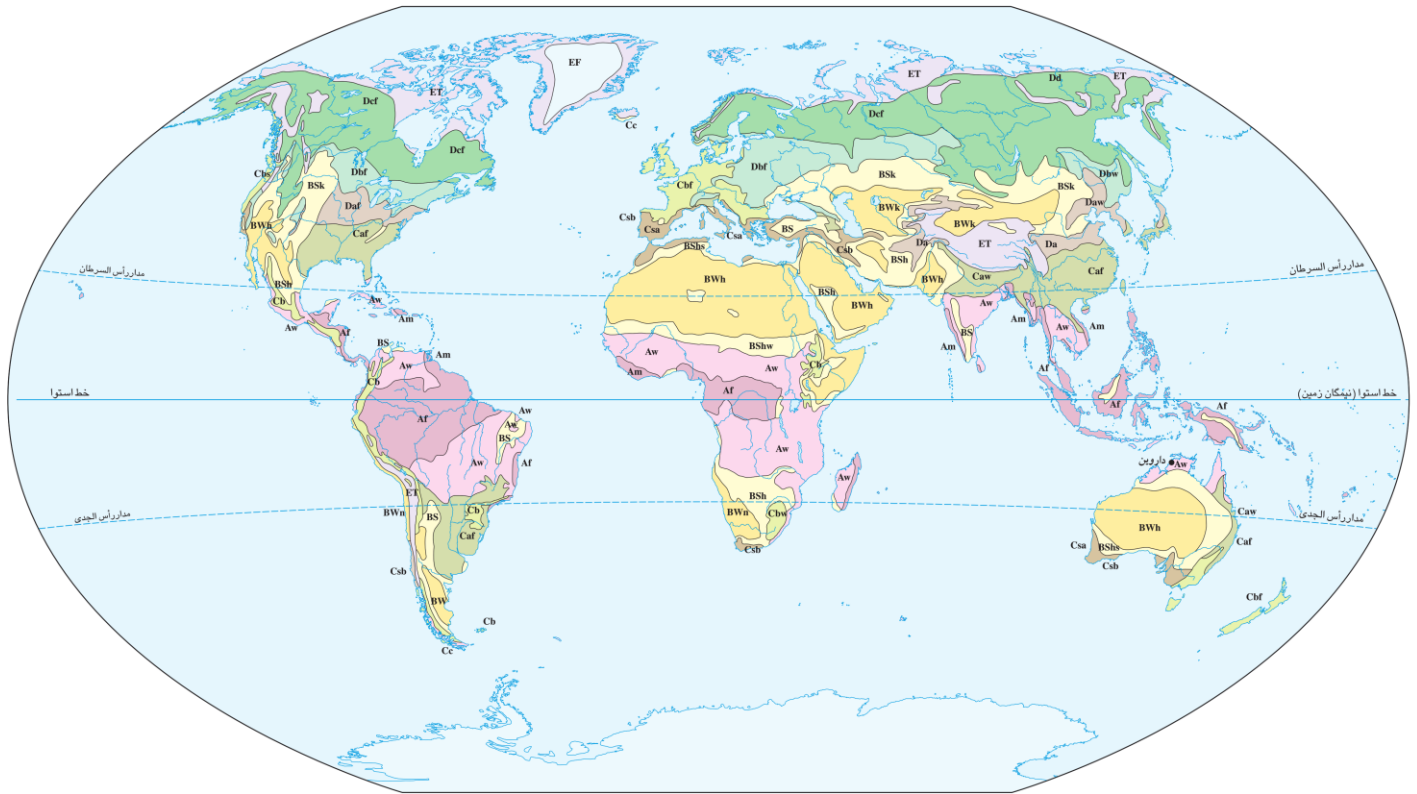 EF
ET
ET
Dd
ET
Dcf
Dcf
Cc
Dcf
Dbf
Cbs
BSk
Dbf
Cbf
BSk
BSk
Dbw
Daf
BWk
Daw
BWh
Caf
Csb
Csa
Csa
BS
BWk
BShs
Csb
Da
ET
Da
BSh
مدار رأس السرطان
BWh
BSh
BWh
BWh
Caw
Caf
مدار رأس السرطان
BSh
Cb
Aw
Aw
Am
Af
Aw
Am
BS
Am
Aw
Am
BS
BShw
Aw
Am
Aw
Cb
Am
Aw
Cb
Af
Af
خط استوا
خط استوا (نیمگان زمین)
Af
Af
Af
Aw
Aw
BS
Aw
Af
Aw
Aw
داروین
Aw
ET
BWn
BS
Cb
BSh
BWn
Cbw
مدار رأس الجدی
Caw
مدار رأس الجدی
BWh
Caf
Csb
Csa
BShs
Csb
Caf
Csb
BW
Cb
Cc
Cbf